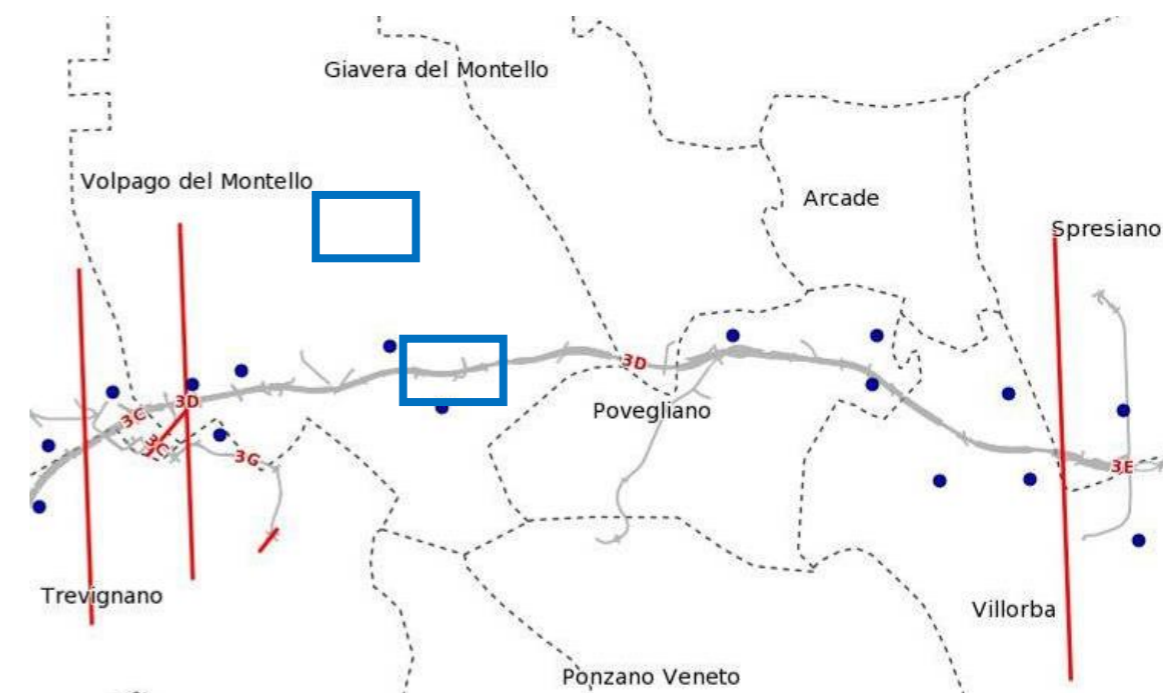 Giavera del Montello
Volpago del Montello
Arcade
Spresiano
3D
3D
3C
Povegliano
3C
3G
3E
Trevignano
Villorba
Ponzano Veneto